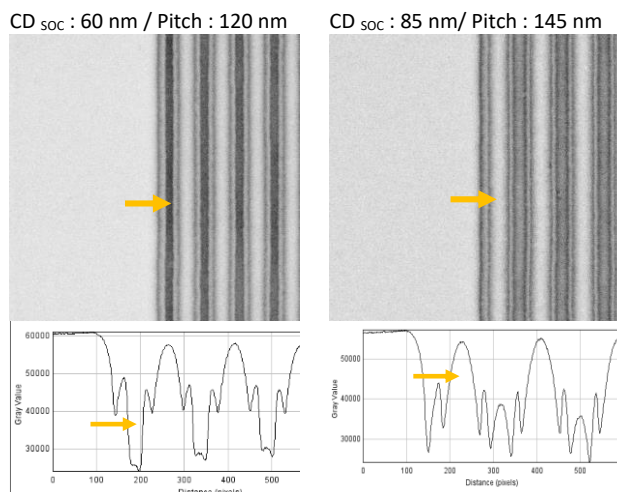 CD SOC : 60 nm / Pitch : 120 nm
CD SOC : 85 nm/ Pitch : 145 nm
60000
50000
40000
30000
Gray Value
0 100 200 300 400 500
Distance (pixels)
50000
40000
30000
Gray Value
0 100 200 300 400 500
Distance (pixels)